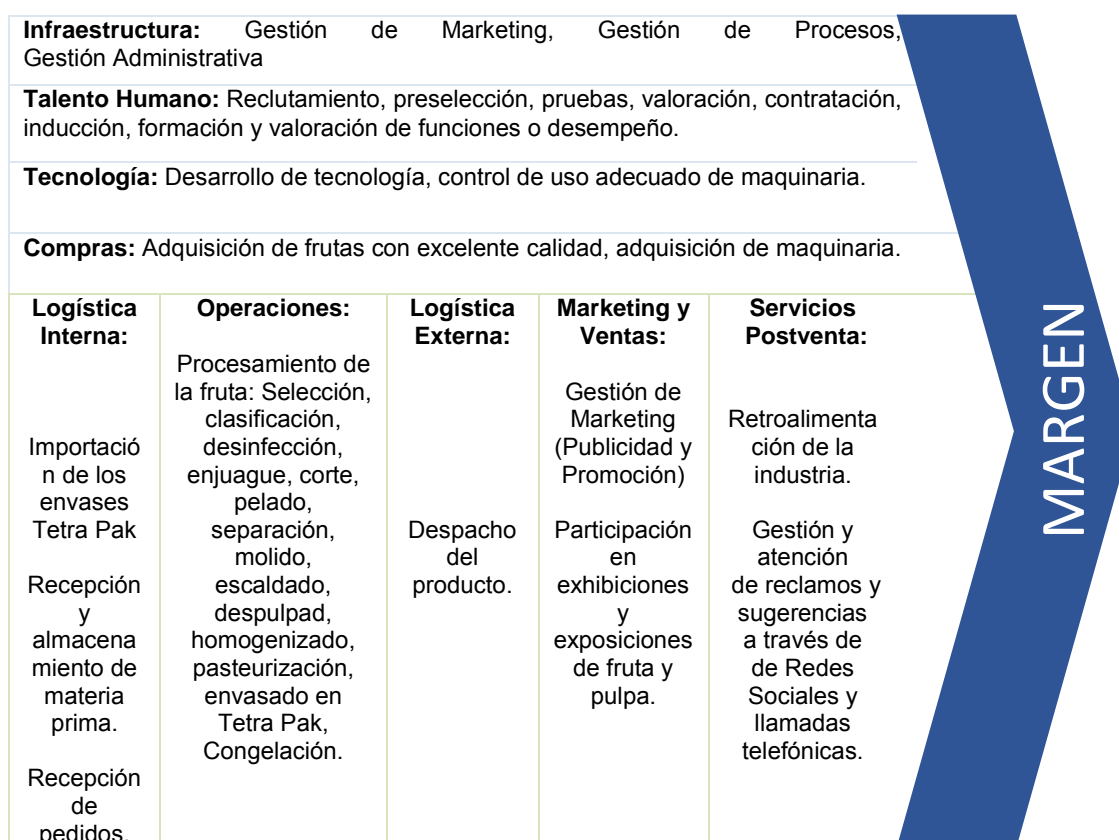 Infraestructura: Gestión de Marketing, Gestión de Procesos,
Gestión Administrativa
Talento Humano: Reclutamiento, preselección, pruebas, valoración, contratación,
inducción, formación y valoración de funciones o desempeño.
Tecnología: Desarrollo de tecnología, control de uso adecuado de maquinaria.
Compras: Adquisición de frutas con excelente calidad, adquisición de maquinaria.
Logística
Interna:
Importació
n de los
envases
Tetra Pak
Recepción
y
almacena
miento de
materia
prima.
Recepción
de
pedidos.
Operaciones:
Procesamiento de
la fruta: Selección,
clasificación,
desinfección,
enjuague, corte,
pelado,
separación,
molido,
escaldado,
despulpad,
homogenizado,
pasteurización,
envasado en
Tetra Pak,
Congelación.
Logística
Externa:
Despacho
del
producto.
Marketing y
Ventas:
Gestión de
Marketing
(Publicidad y
Promoción)
Participación
en
exhibiciones
y
exposiciones
de fruta y
pulpa.
Servicios
Postventa:
Retroalimenta
ción de la
industria.
Gestión y
atención
de reclamos y
sugerencias
a través de
de Redes
Sociales y
llamadas
telefónicas.
MARGEN